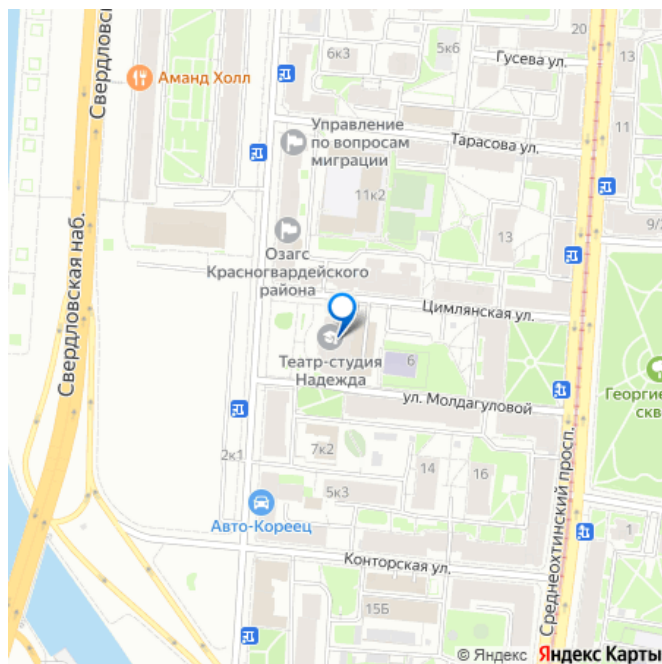 20
Гусева ул.
13
6к3
5к6
Свердловск
Аманд Холл
Управление
по вопросам
миграции
11
Тарасова ул.
11к2
9/2
13
Озагс
Красногвардейского
района
Цимлянская ул.
Свердловская наб.
Театр-студия
Надежда
6
Георгие
скв
ул. Молдагуловой
7к2
2к1
14
16
5к3
Авто-Кореец
Среднеохтинский просп.
1
Конторская ул.
15Б
© Яндекс Яндекс Карты